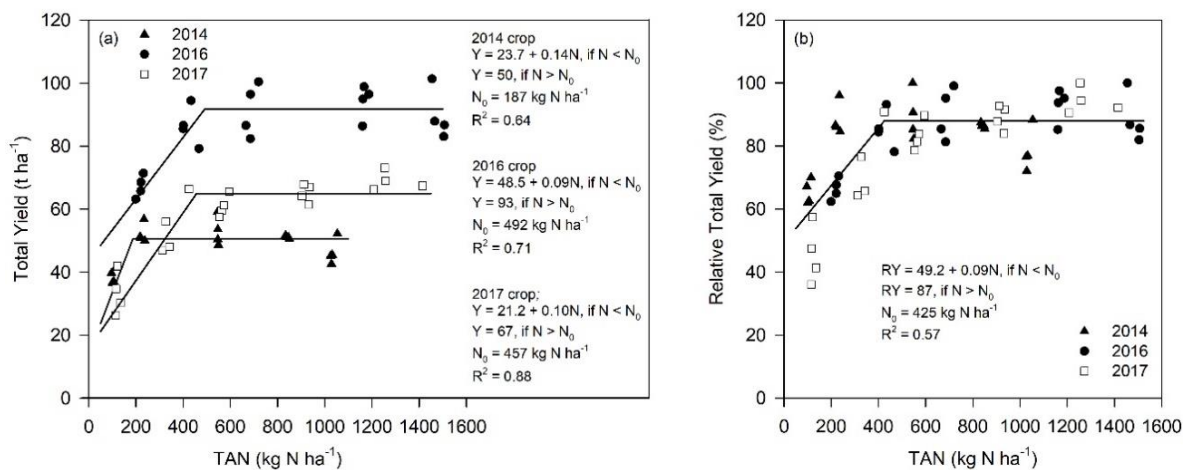 (a)
2014
2016
2017
2014 crop
Y = 23.7 + 0.14N, if N < N₀
Y = 50, if N > N₀
N₀ = 187 kg N ha⁻¹
R² = 0.64
2016 crop
Y = 48.5 + 0.09N, if N < N₀
Y = 93, if N > N₀
N₀ = 492 kg N ha⁻¹
R² = 0.71
2017 crop;
Y = 21.2 + 0.10N, if N < N₀
Y = 67, if N > N₀
N₀ = 457 kg N ha⁻¹
R² = 0.88
Total Yield (t ha⁻¹)
120
100
80
60
40
20
0
0 200 400 600 800 1000 1200 1400 1600
TAN (kg N ha⁻¹)
(b)
Relative Total Yield (%)
120
100
80
60
40
20
0
RY = 49.2 + 0.09N, if N < N₀
RY = 87, if N > N₀
N₀ = 425 kg N ha⁻¹
R² = 0.57
2014
2016
2017
0 200 400 600 800 1000 1200 1400 1600
TAN (kg N ha⁻¹)